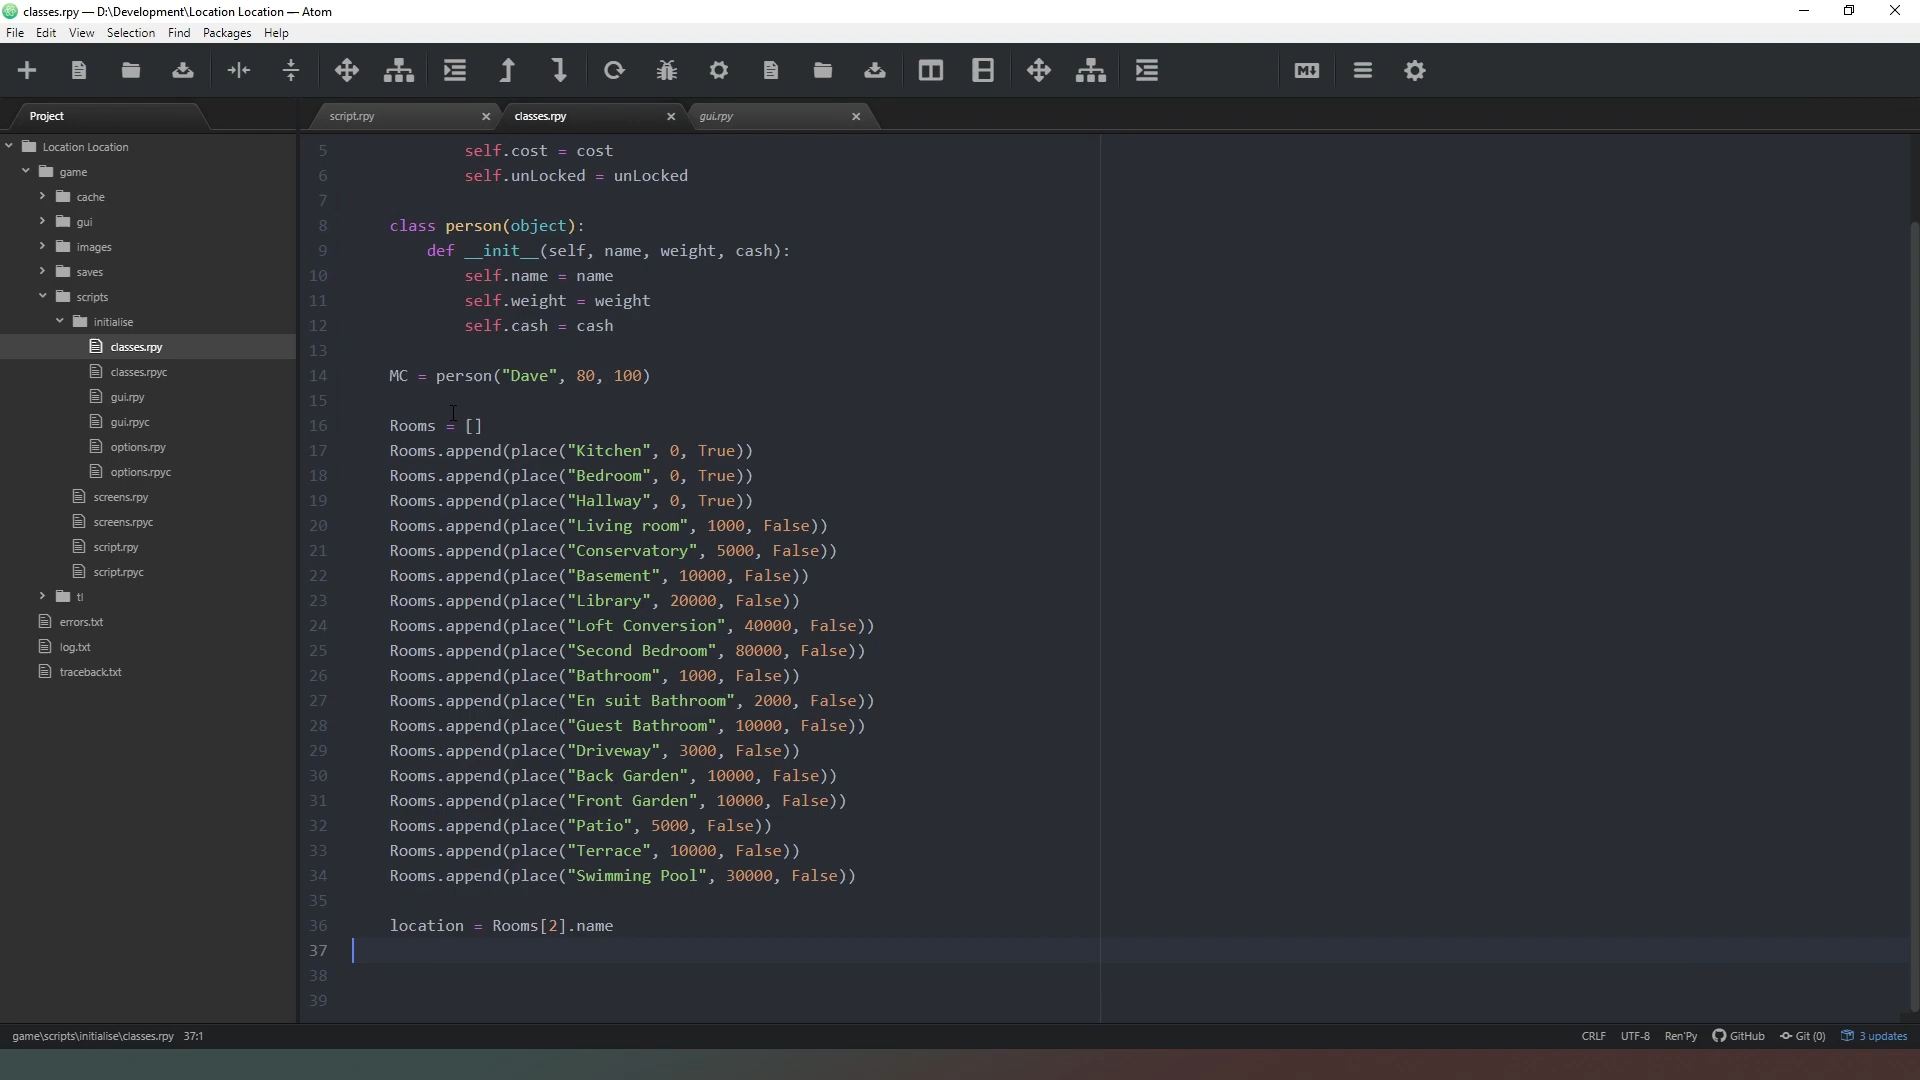 classes.rpy — D:\Development\Location Location — Atom
File Edit View Selection Find Packages Help
M↓
Project
script.rpy
classes.rpy
gui.rpy
Location Location
game
cache
gui
images
saves
scripts
initialise
classes.rpy
classes.rpyc
gui.rpy
gui.rpyc
options.rpy
options.rpyc
screens.rpy
screens.rpyc
script.rpy
script.rpyc
tl
errors.txt
log.txt
traceback.txt
5 self.cost = cost
6 self.unLocked = unLocked
7
8 class person(object):
9 def __init__(self, name, weight, cash):
10 self.name = name
11 self.weight = weight
12 self.cash = cash
13
14 MC = person("Dave", 80, 100)
15
16 Rooms = []
17 Rooms.append(place("Kitchen", 0, True))
18 Rooms.append(place("Bedroom", 0, True))
19 Rooms.append(place("Hallway", 0, True))
20 Rooms.append(place("Living room", 1000, False))
21 Rooms.append(place("Conservatory", 5000, False))
22 Rooms.append(place("Basement", 10000, False))
23 Rooms.append(place("Library", 20000, False))
24 Rooms.append(place("Loft Conversion", 40000, False))
25 Rooms.append(place("Second Bedroom", 80000, False))
26 Rooms.append(place("Bathroom", 1000, False))
27 Rooms.append(place("En suit Bathroom", 2000, False))
28 Rooms.append(place("Guest Bathroom", 10000, False))
29 Rooms.append(place("Driveway", 3000, False))
30 Rooms.append(place("Back Garden", 10000, False))
31 Rooms.append(place("Front Garden", 10000, False))
32 Rooms.append(place("Patio", 5000, False))
33 Rooms.append(place("Terrace", 10000, False))
34 Rooms.append(place("Swimming Pool", 30000, False))
35
36 location = Rooms[2].name
37
38
39
game\scripts\initialise\classes.rpy 37:1
CRLF UTF-8 Ren'Py GitHub Git (0) 3 updates